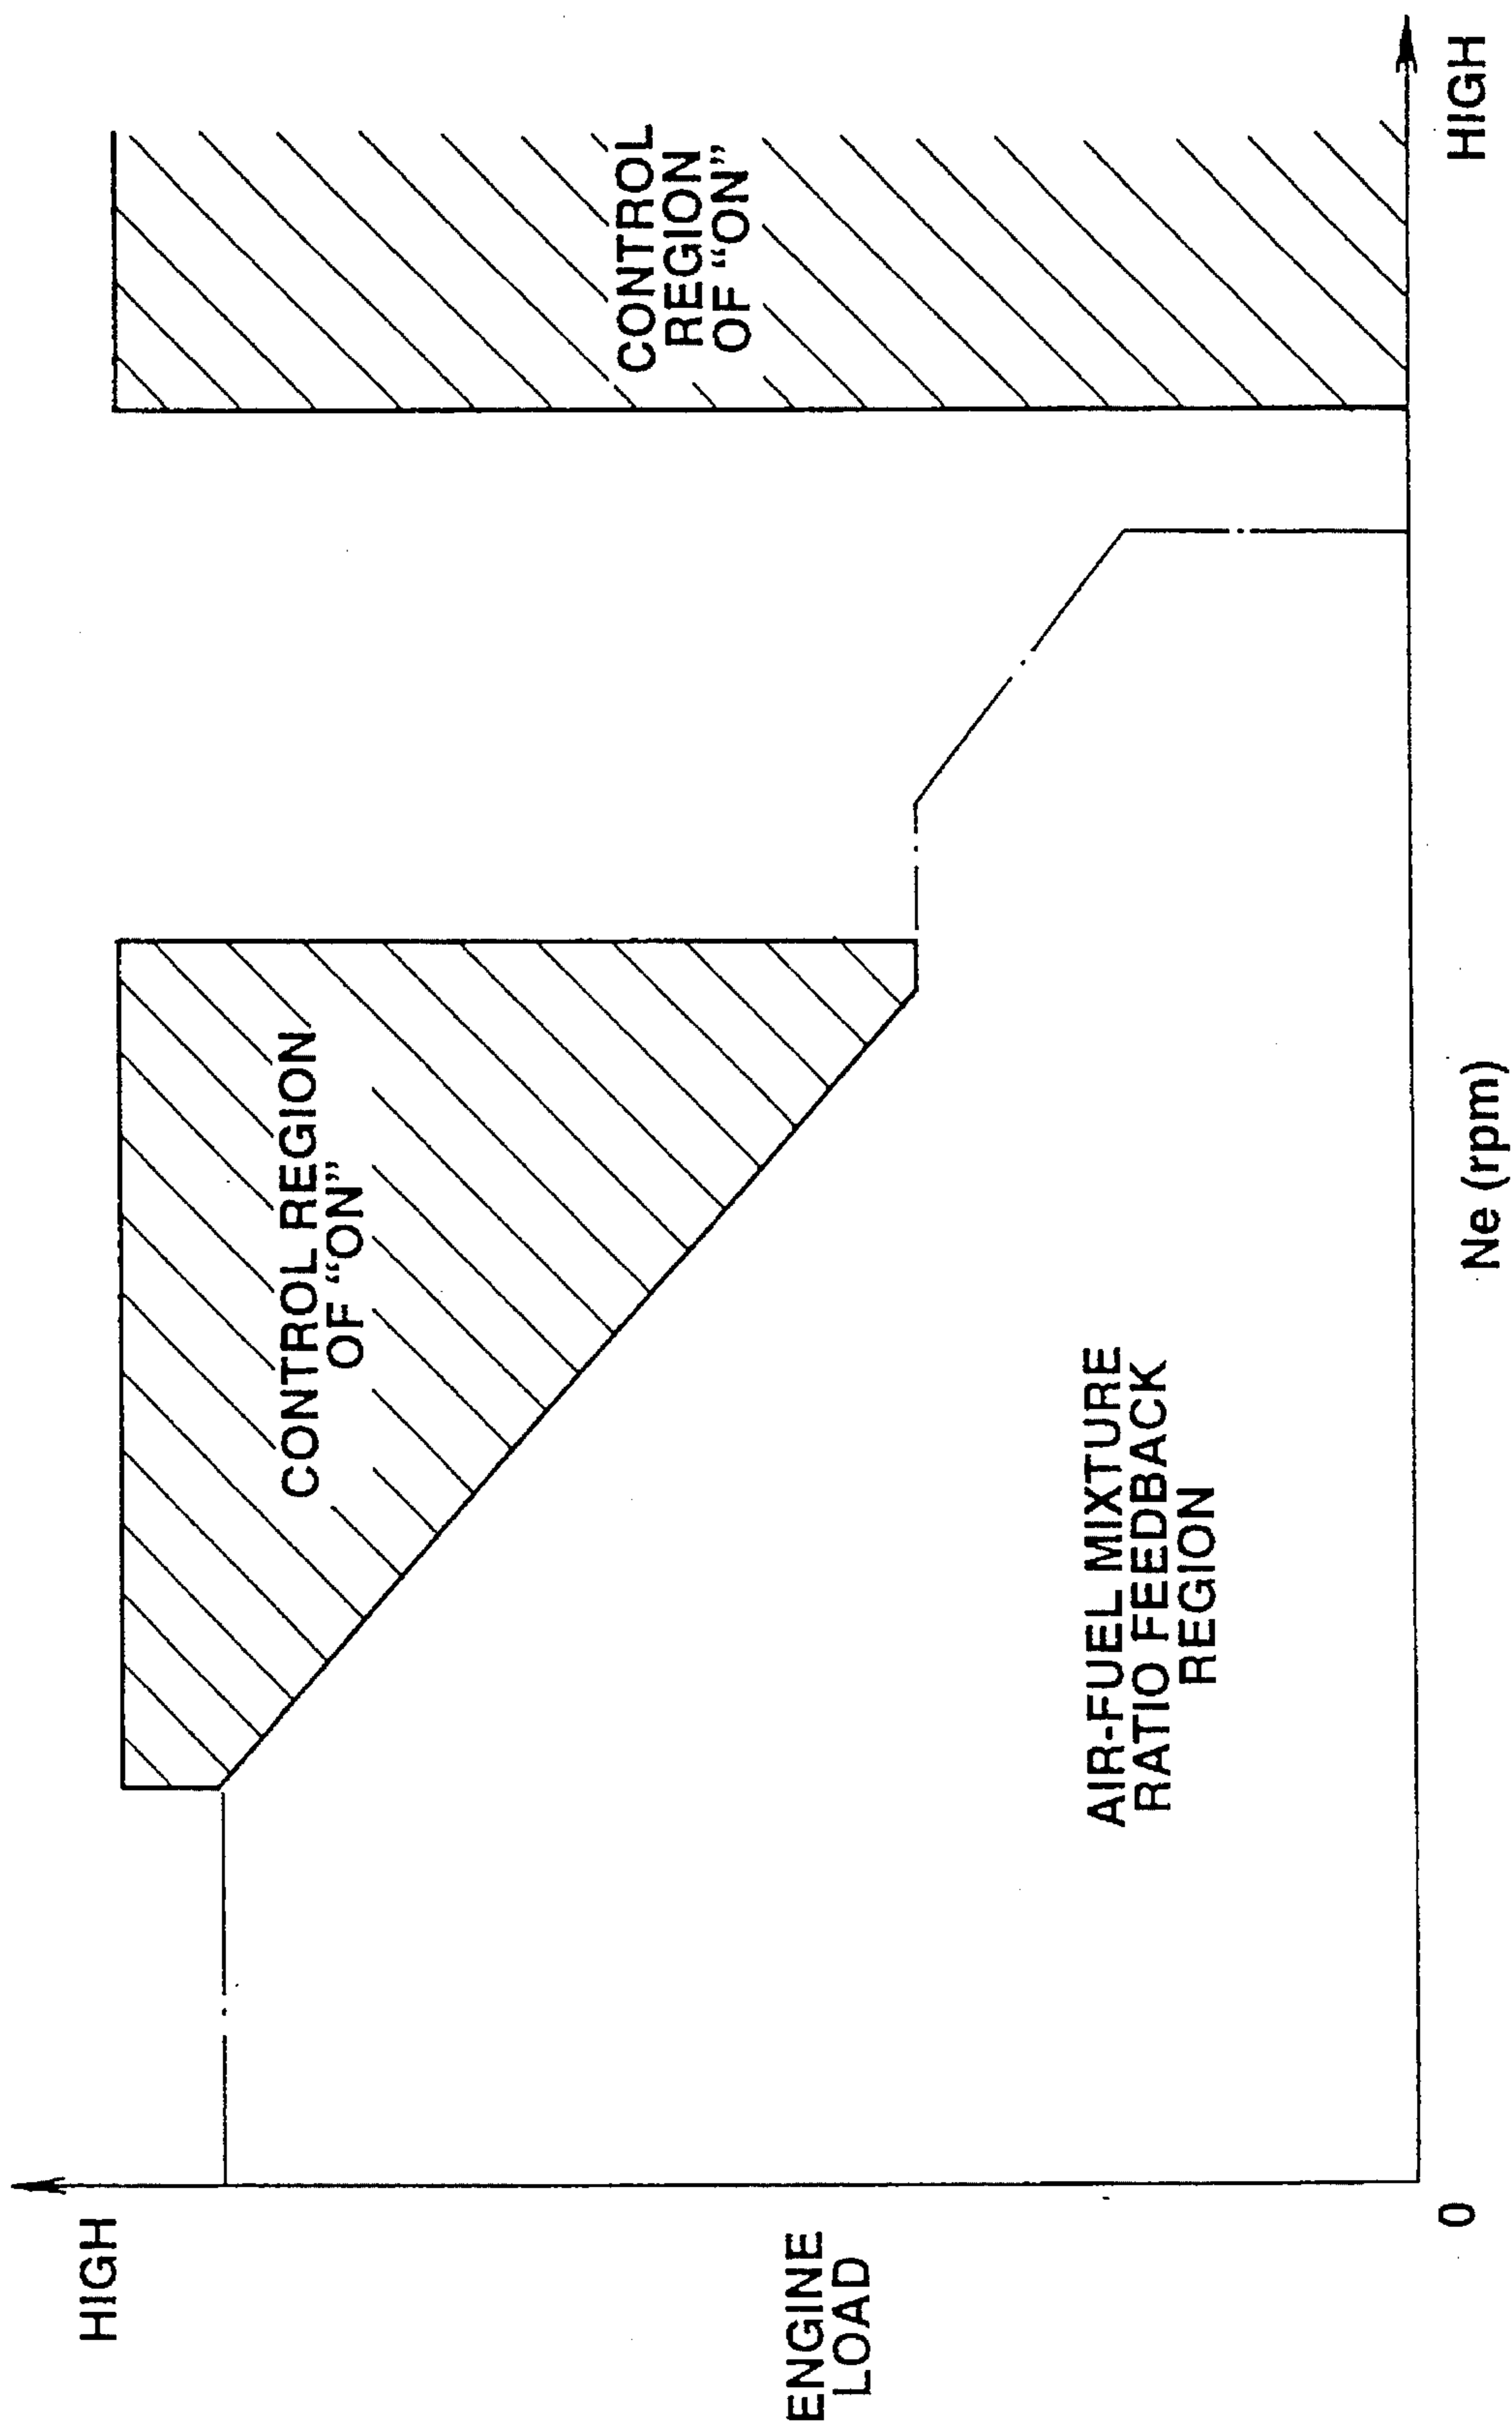 HIGH
ENGINE
LOAD
CONTROL REGION
OF “ON”
CONTROL
REGION
OF “ON”
AIR-FUEL MIXTURE
RATIO FEEDBACK
REGION
0
Ne (rpm)
HIGH